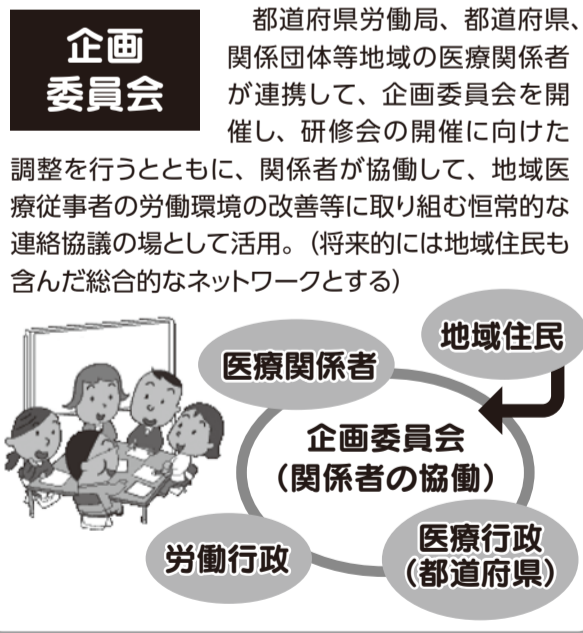 企画
委員会
都道府県労働局、都道府県、
関係団体等地域の医療関係者
が連携して、企画委員会を開
催し、研修会の開催に向けた
調整を行うとともに、関係者が協働して、地域医
療従事者の労働環境の改善等に取り組む恒常的な
連絡協議の場として活用。（将来的には地域住民も
含んだ総合的なネットワークとする）
地域住民
医療関係者
企画委員会
（関係者の協働）
労働行政
医療行政
（都道府県）